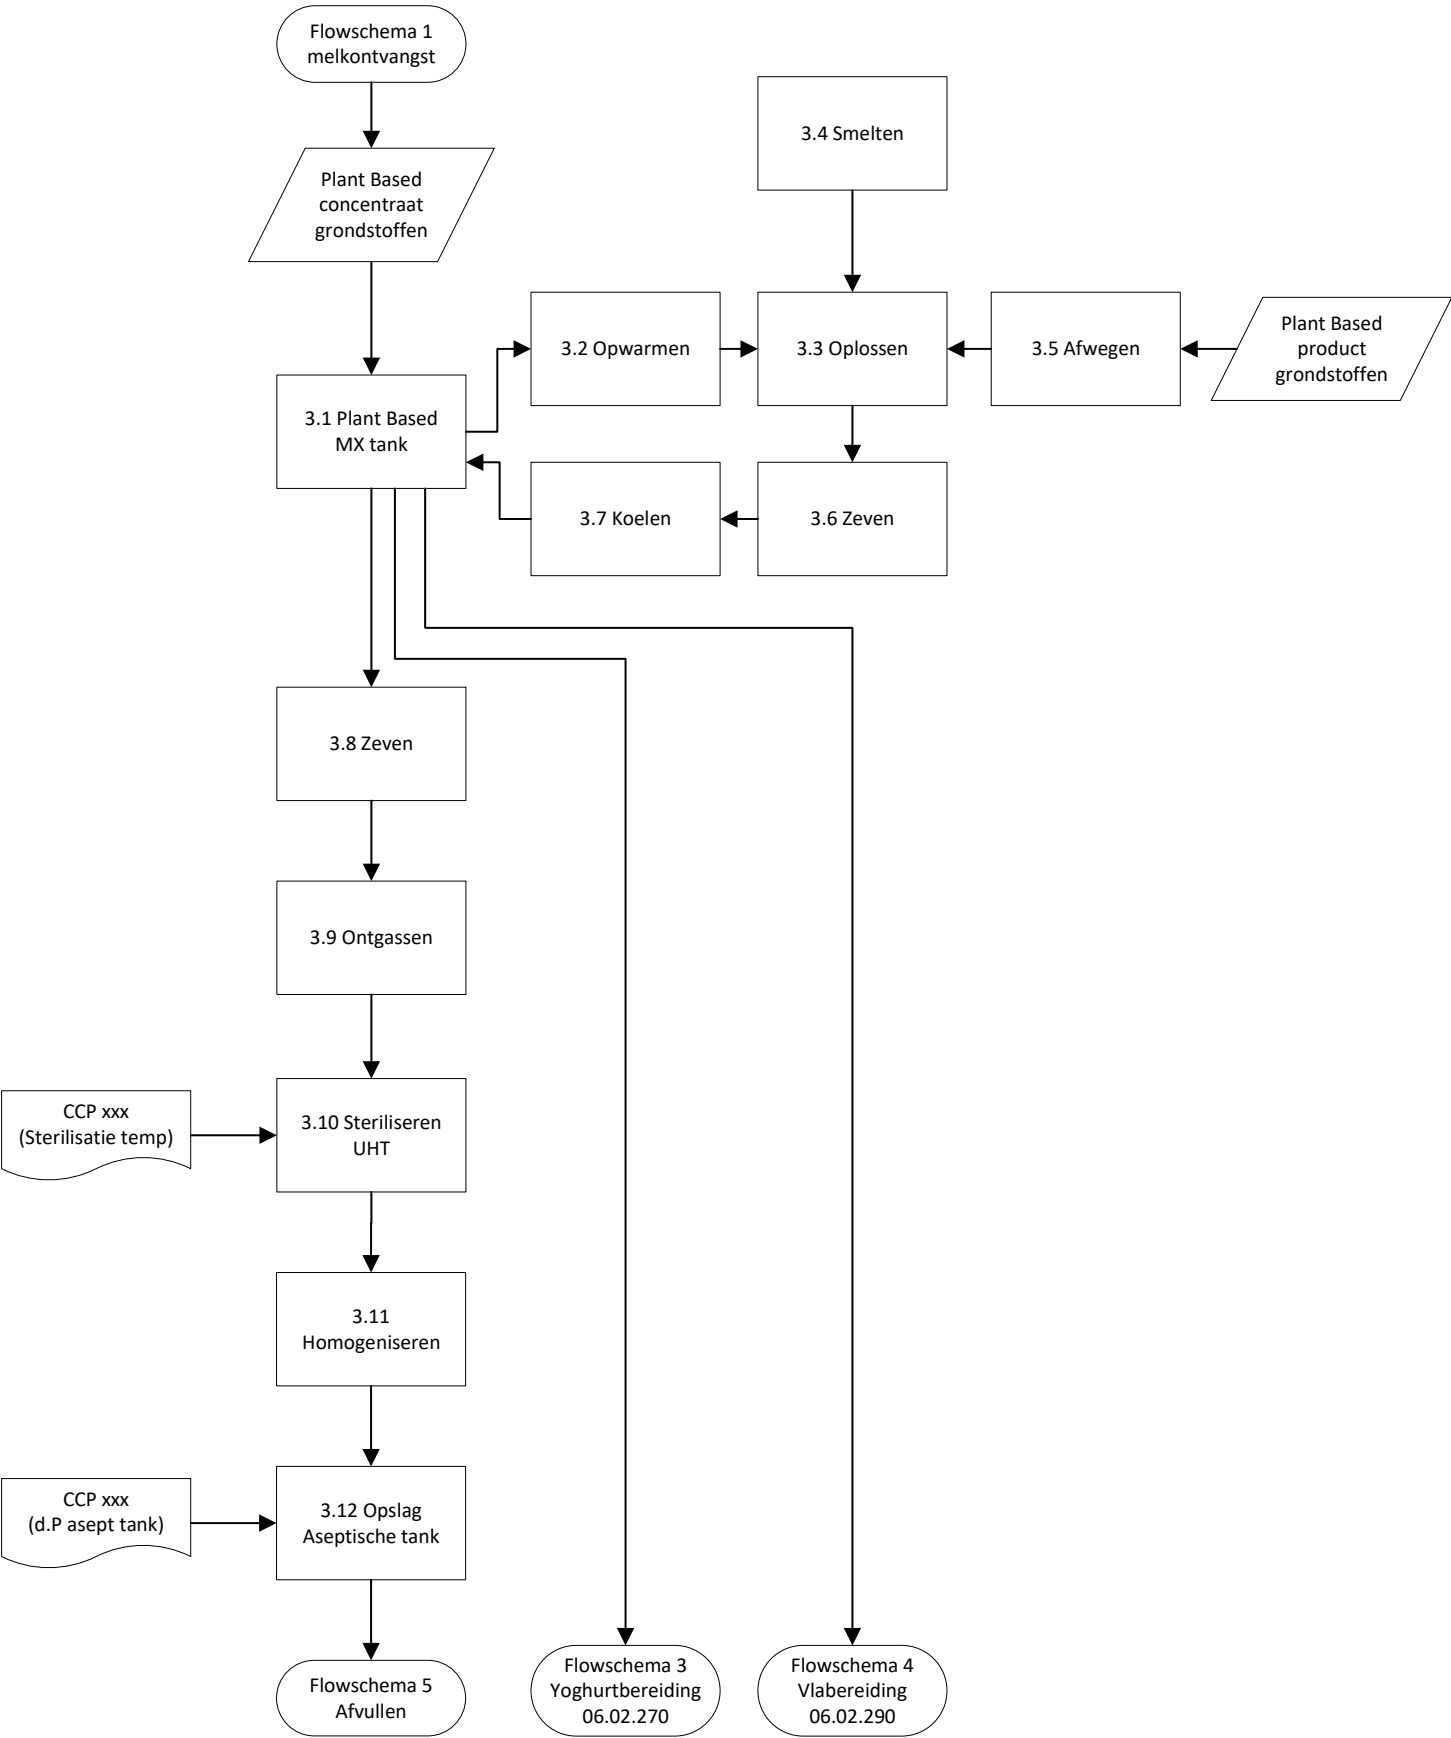 Flowschema 1
melkontvangst
3.4 Smelten
Plant Based
concentraat
grondstoffen
3.2 Opwarmen
3.3 Oplossen
3.5 Afwegen
Plant Based
product
grondstoffen
3.1 Plant Based
MX tank
3.7 Koelen
3.6 Zeven
3.8 Zeven
3.9 Ontgassen
CCP xxx
(Sterilisatie temp)
3.10 Steriliseren
UHT
3.11
Homogeniseren
CCP xxx
(d.P asept tank)
3.12 Opslag
Aseptische tank
Flowschema 5
Afvullen
Flowschema 3
Yoghurtbereiding
06.02.270
Flowschema 4
Vlabereiding
06.02.290